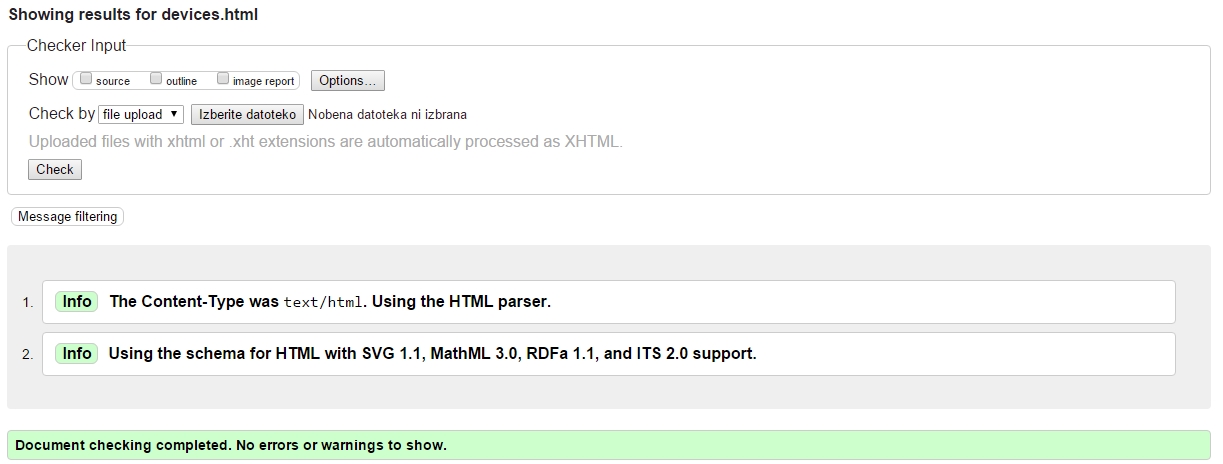 Showing results for devices.html
Checker Input
Show source outline image report Options...
Check by file upload Izberite datoteko Nobena datoteka ni izbrana
Uploaded files with xhtml or .xht extensions are automatically processed as XHTML.
Check
Message filtering
1. Info The Content-Type was text/html. Using the HTML parser.
2. Info Using the schema for HTML with SVG 1.1, MathML 3.0, RDFa 1.1, and ITS 2.0 support.
Document checking completed. No errors or warnings to show.